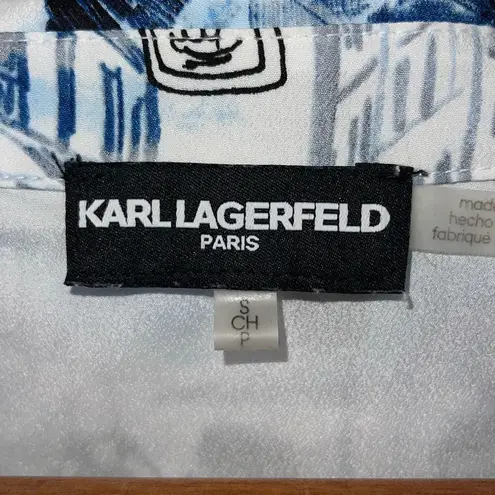 KARL LAGERFELD
PARIS
made
hecho
fabriqué
S
CH
P